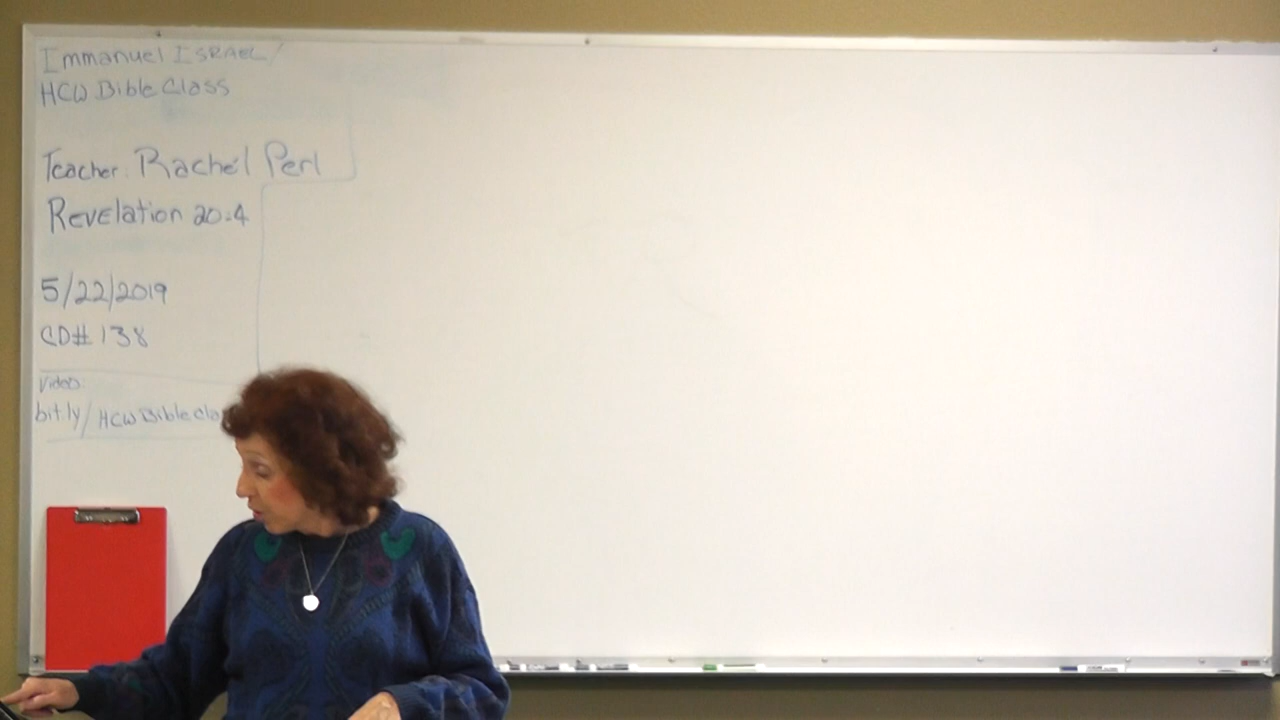 Immanuel ISRAEL/
HCW Bible Class
Teacher: Rachel Perl
Revelation 20:4
5/22/2019
CD# 138
Video:
bit.ly/HCWBibleCla